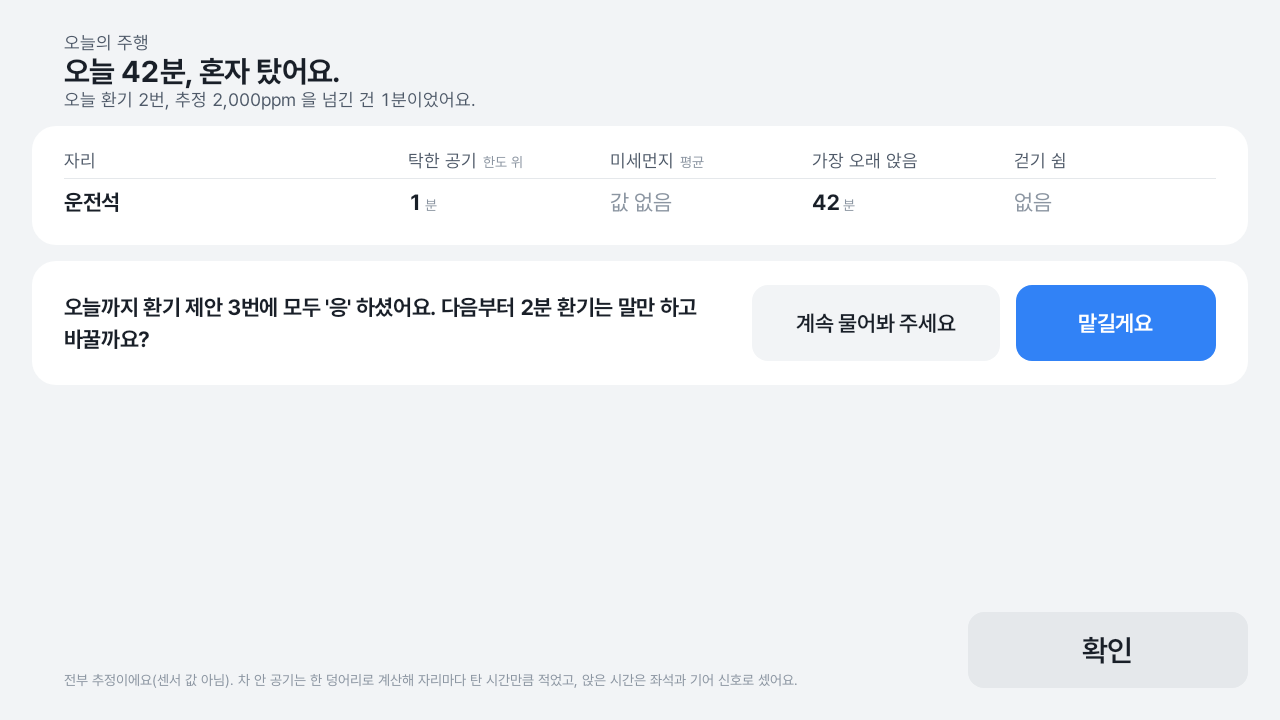 오늘의 주행
오늘 42분, 혼자 탔어요.
오늘 환기 2번, 추정 2,000ppm 을 넘긴 건 1분이었어요.
자리 탁한 공기 한도 위 미세먼지 평균 가장 오래 앉음 걷기 쉼
운전석 1 분 값 없음 42 분 없음
오늘까지 환기 제안 3번에 모두 '응' 하셨어요. 다음부터 2분 환기는 말만 하고
바꿀까요?
계속 물어봐 주세요
맡길게요
확인
전부 추정이에요(센서 값 아님). 차 안 공기는 한 덩어리로 계산해 자리마다 탄 시간만큼 적었고, 앉은 시간은 좌석과 기어 신호로 셌어요.